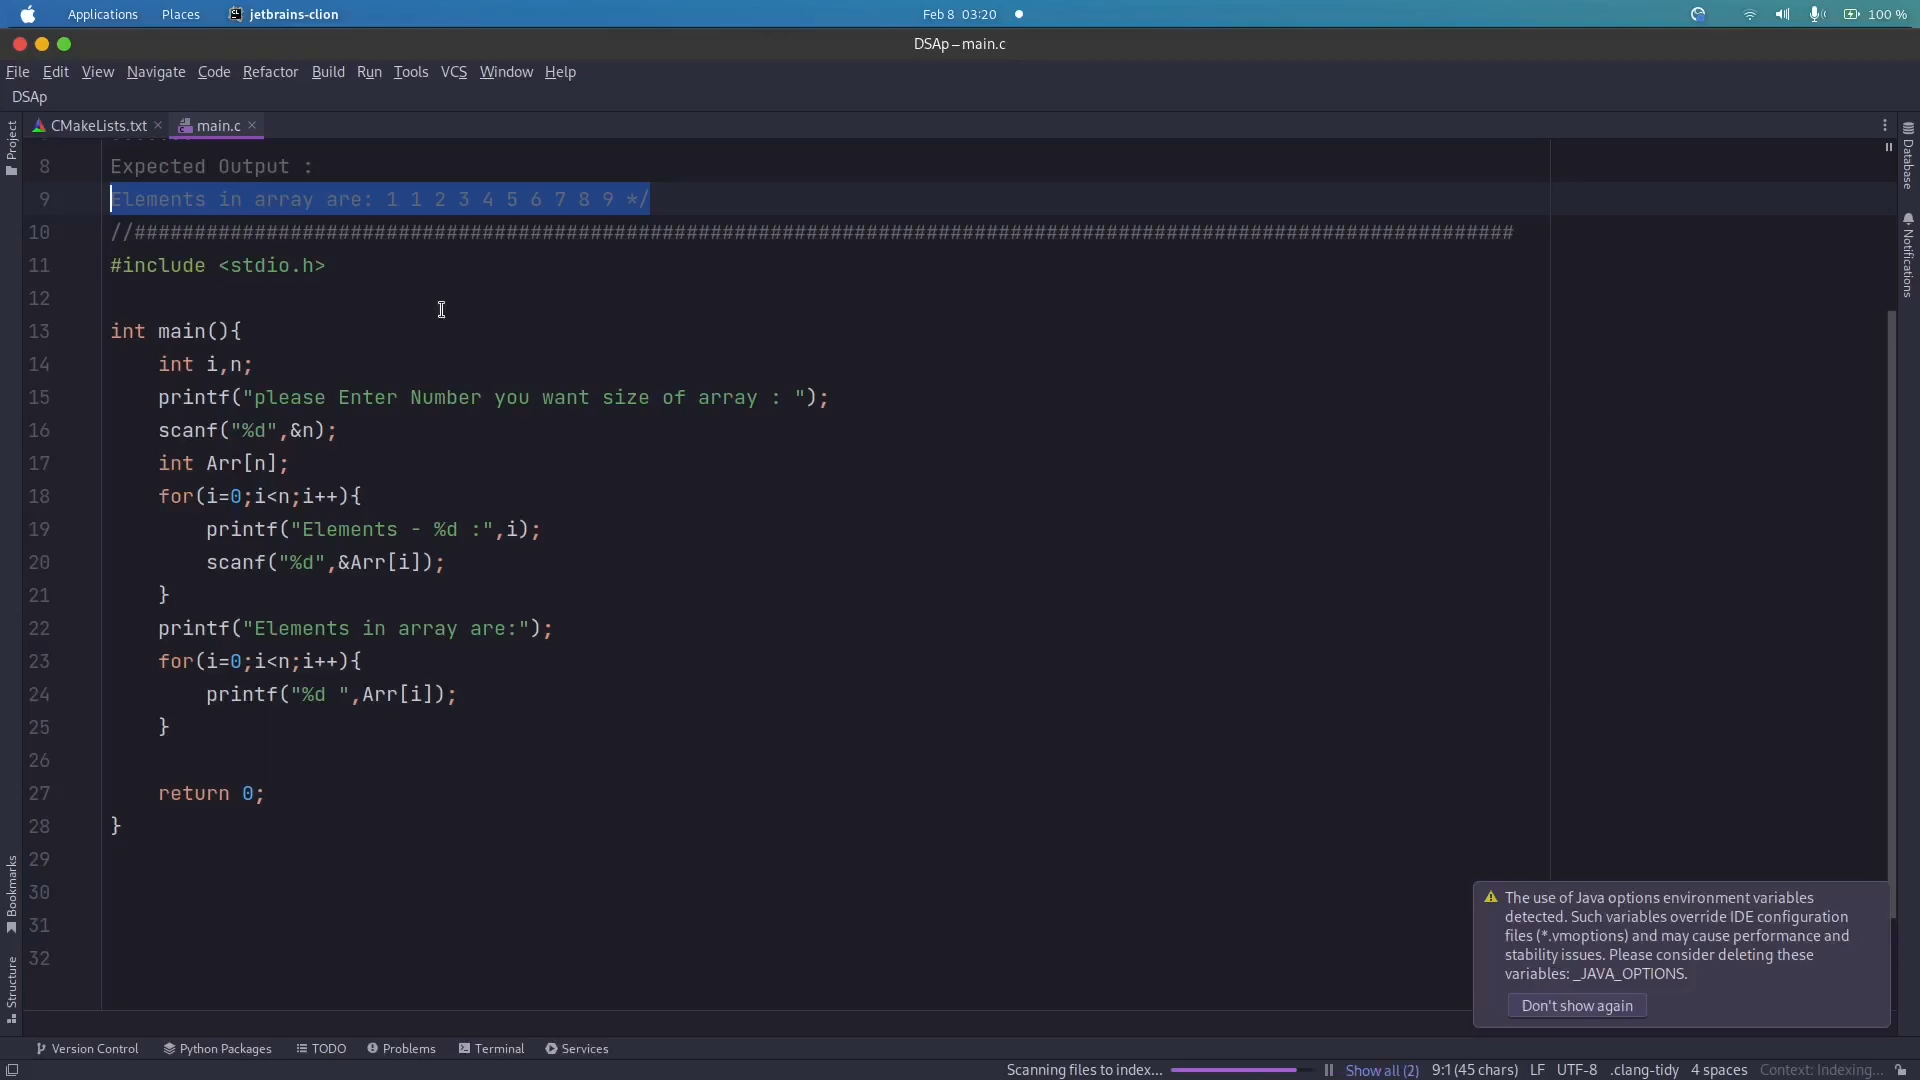 Applications Places jetbrains-clion Feb 8 03:20 100 %
DSAp – main.c
File Edit View Navigate Code Refactor Build Run Tools VCS Window Help
DSAp
Project
CMakeLists.txt main.c
8 Expected Output :
9 Elements in array are: 1 1 2 3 4 5 6 7 8 9 */
10 //###################################################################################################################
11 #include <stdio.h>
12
13 int main(){
14 int i,n;
15 printf("please Enter Number you want size of array : ");
16 scanf("%d",&n);
17 int Arr[n];
18 for(i=0;i<n;i++){
19 printf("Elements - %d :",i);
20 scanf("%d",&Arr[i]);
21 }
22 printf("Elements in array are:");
23 for(i=0;i<n;i++){
24 printf("%d ",Arr[i]);
25 }
26
27 return 0;
28 }
29
30
31
32
Database
Notifications
Bookmarks
Structure
The use of Java options environment variables
detected. Such variables override IDE configuration
files (*.vmoptions) and may cause performance and
stability issues. Please consider deleting these
variables: _JAVA_OPTIONS.
Don't show again
Version Control Python Packages TODO Problems Terminal Services
Scanning files to index... Show all (2) 9:1 (45 chars) LF UTF-8 .clang-tidy 4 spaces Context: Indexing...